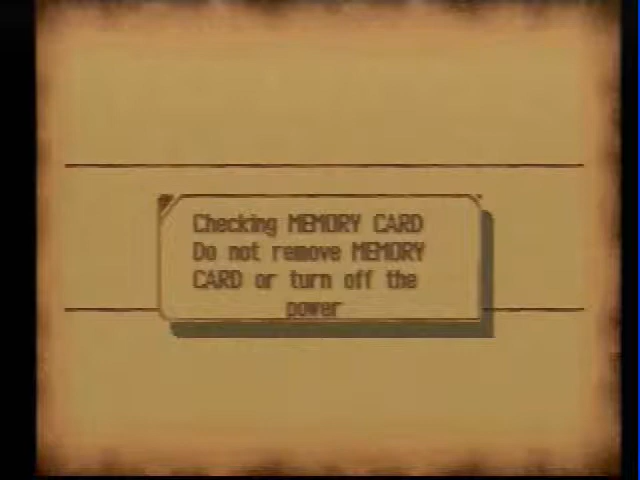 Checking MEMORY CARD
Do not remove MEMORY
CARD or turn off the
power